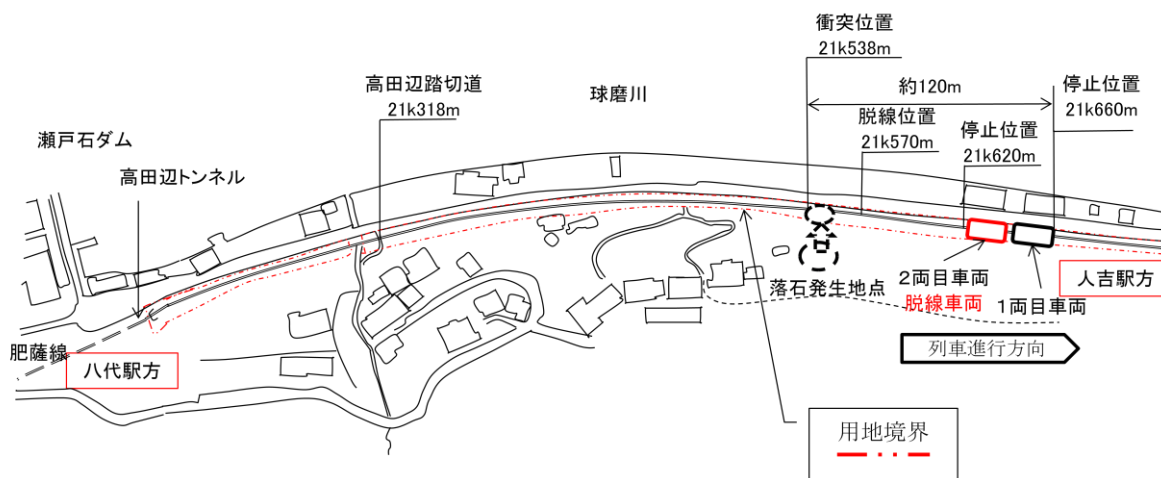 衝突位置
21k538m
高田辺踏切道
21k318m
球磨川
約120m
停止位置
21k660m
瀬戸石ダム
脱線位置
21k570m
停止位置
21k620m
高田辺トンネル
2両目車両
脱線車両
1両目車両
人吉駅方
落石発生地点
肥薩線
八代駅方
列車進行方向
用地境界